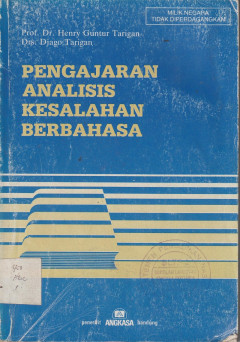 MILIK NEGARA
TIDAK DIPERDAGANGKAN
Prof. Dr. Henry Guntur Tarigan
Drs. Djago Tarigan
PENGAJARAN
ANALISIS
KESALAHAN
BERBAHASA
penerbit ANGKASA bandung